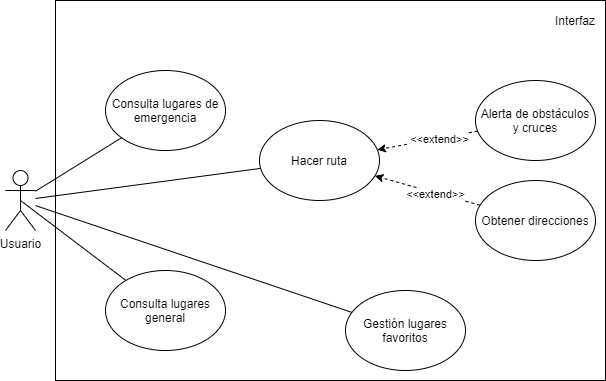 Interfaz
Consulta lugares de
emergencia
Alerta de obstáculos
y cruces
<<extend>>
Hacer ruta
<<extend>>
Obtener direcciones
Usuario
Consulta lugares
general
Gestión lugares
favoritos